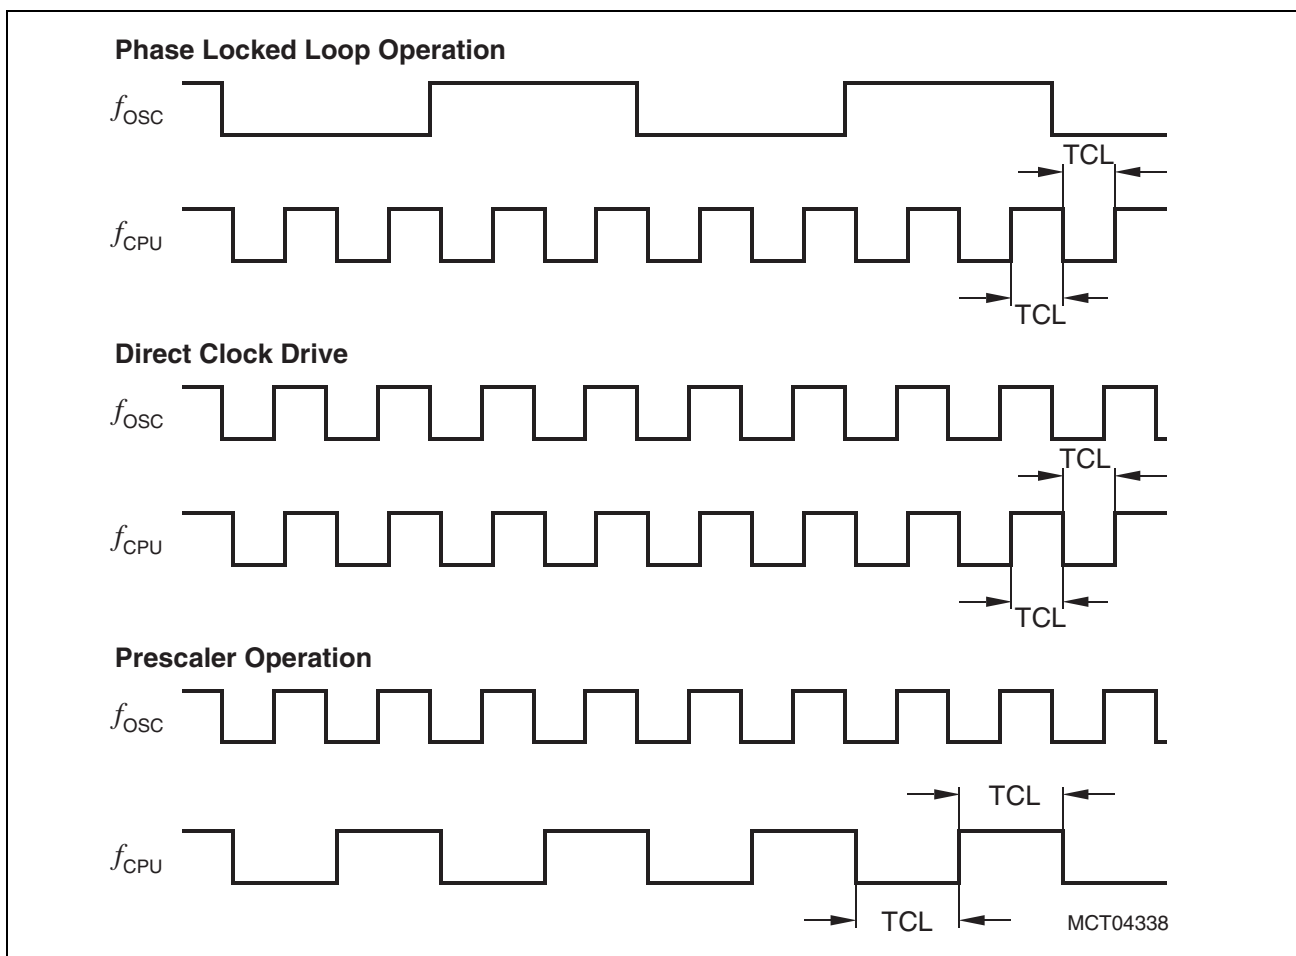 Phase Locked Loop Operation
fOSC
TCL
fCPU
TCL
Direct Clock Drive
fOSC
TCL
fCPU
TCL
Prescaler Operation
fOSC
TCL
fCPU
TCL
MCT04338